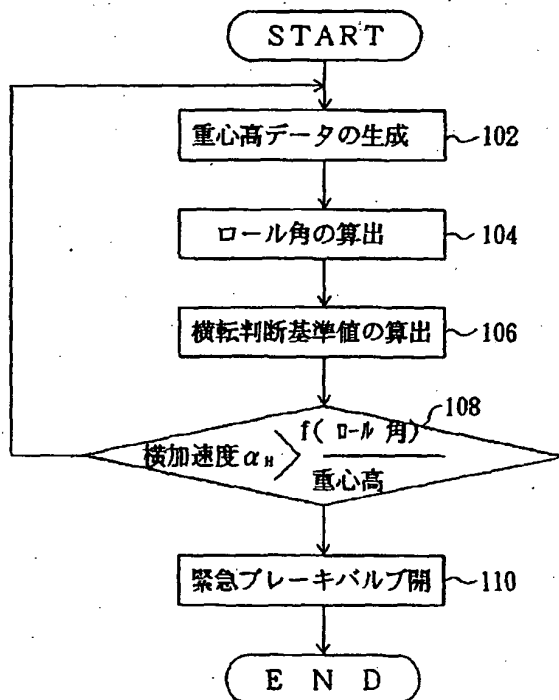 START
重心高データの生成 102
ロール角の算出 104
横転判断基準値の算出 106
108
横加速度αH > f(ロール角)
重心高
緊急ブレーキバルブ開 110
END